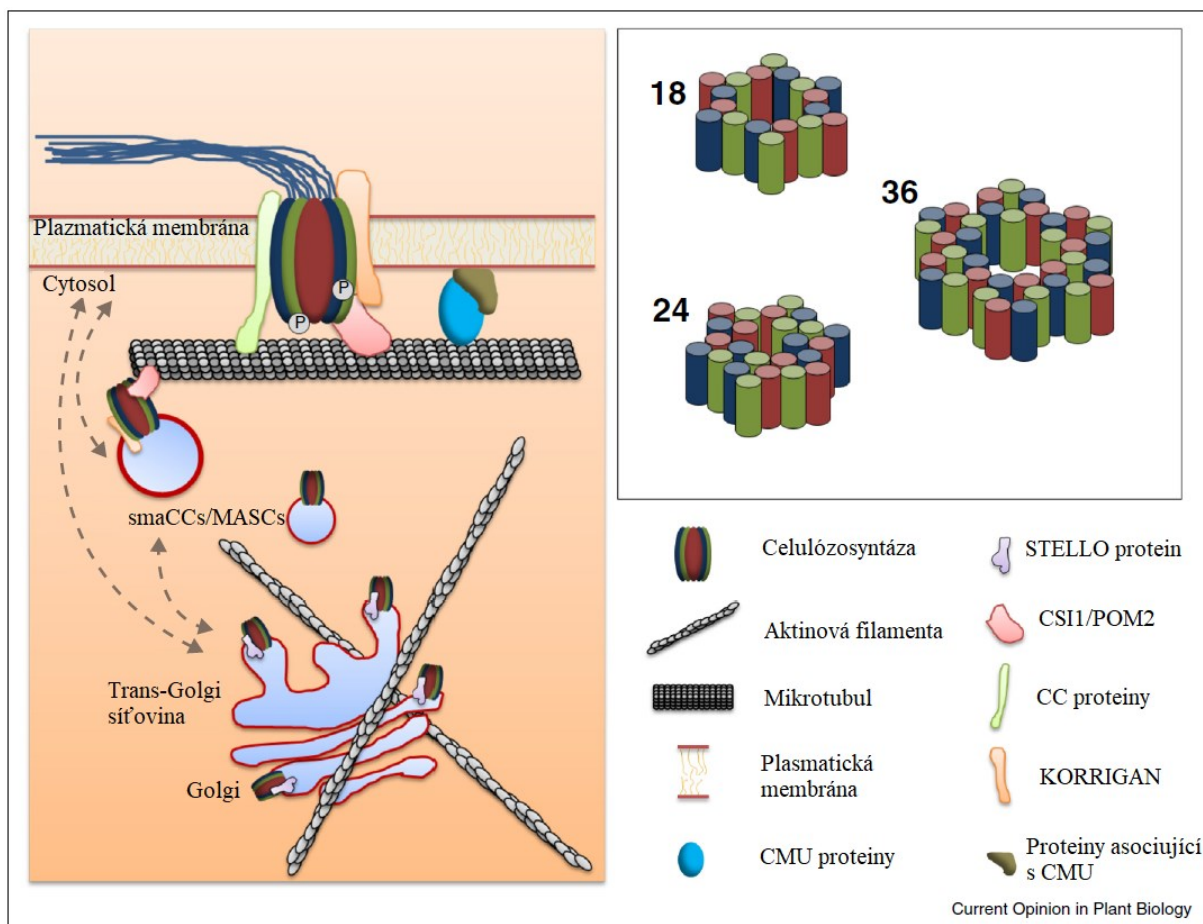 Plazmatická membrána
Cytosol
P
P
smaCCs/MASCs
Trans-Golgi
síťovina
Golgi
18
36
24
Celulózosyntáza
STELLO protein
Aktinová filamenta
CSI1/POM2
Mikrotubul
CC proteiny
Plasmatická
membrána
KORRIGAN
CMU proteiny
Proteiny asociující
s CMU
Current Opinion in Plant Biology